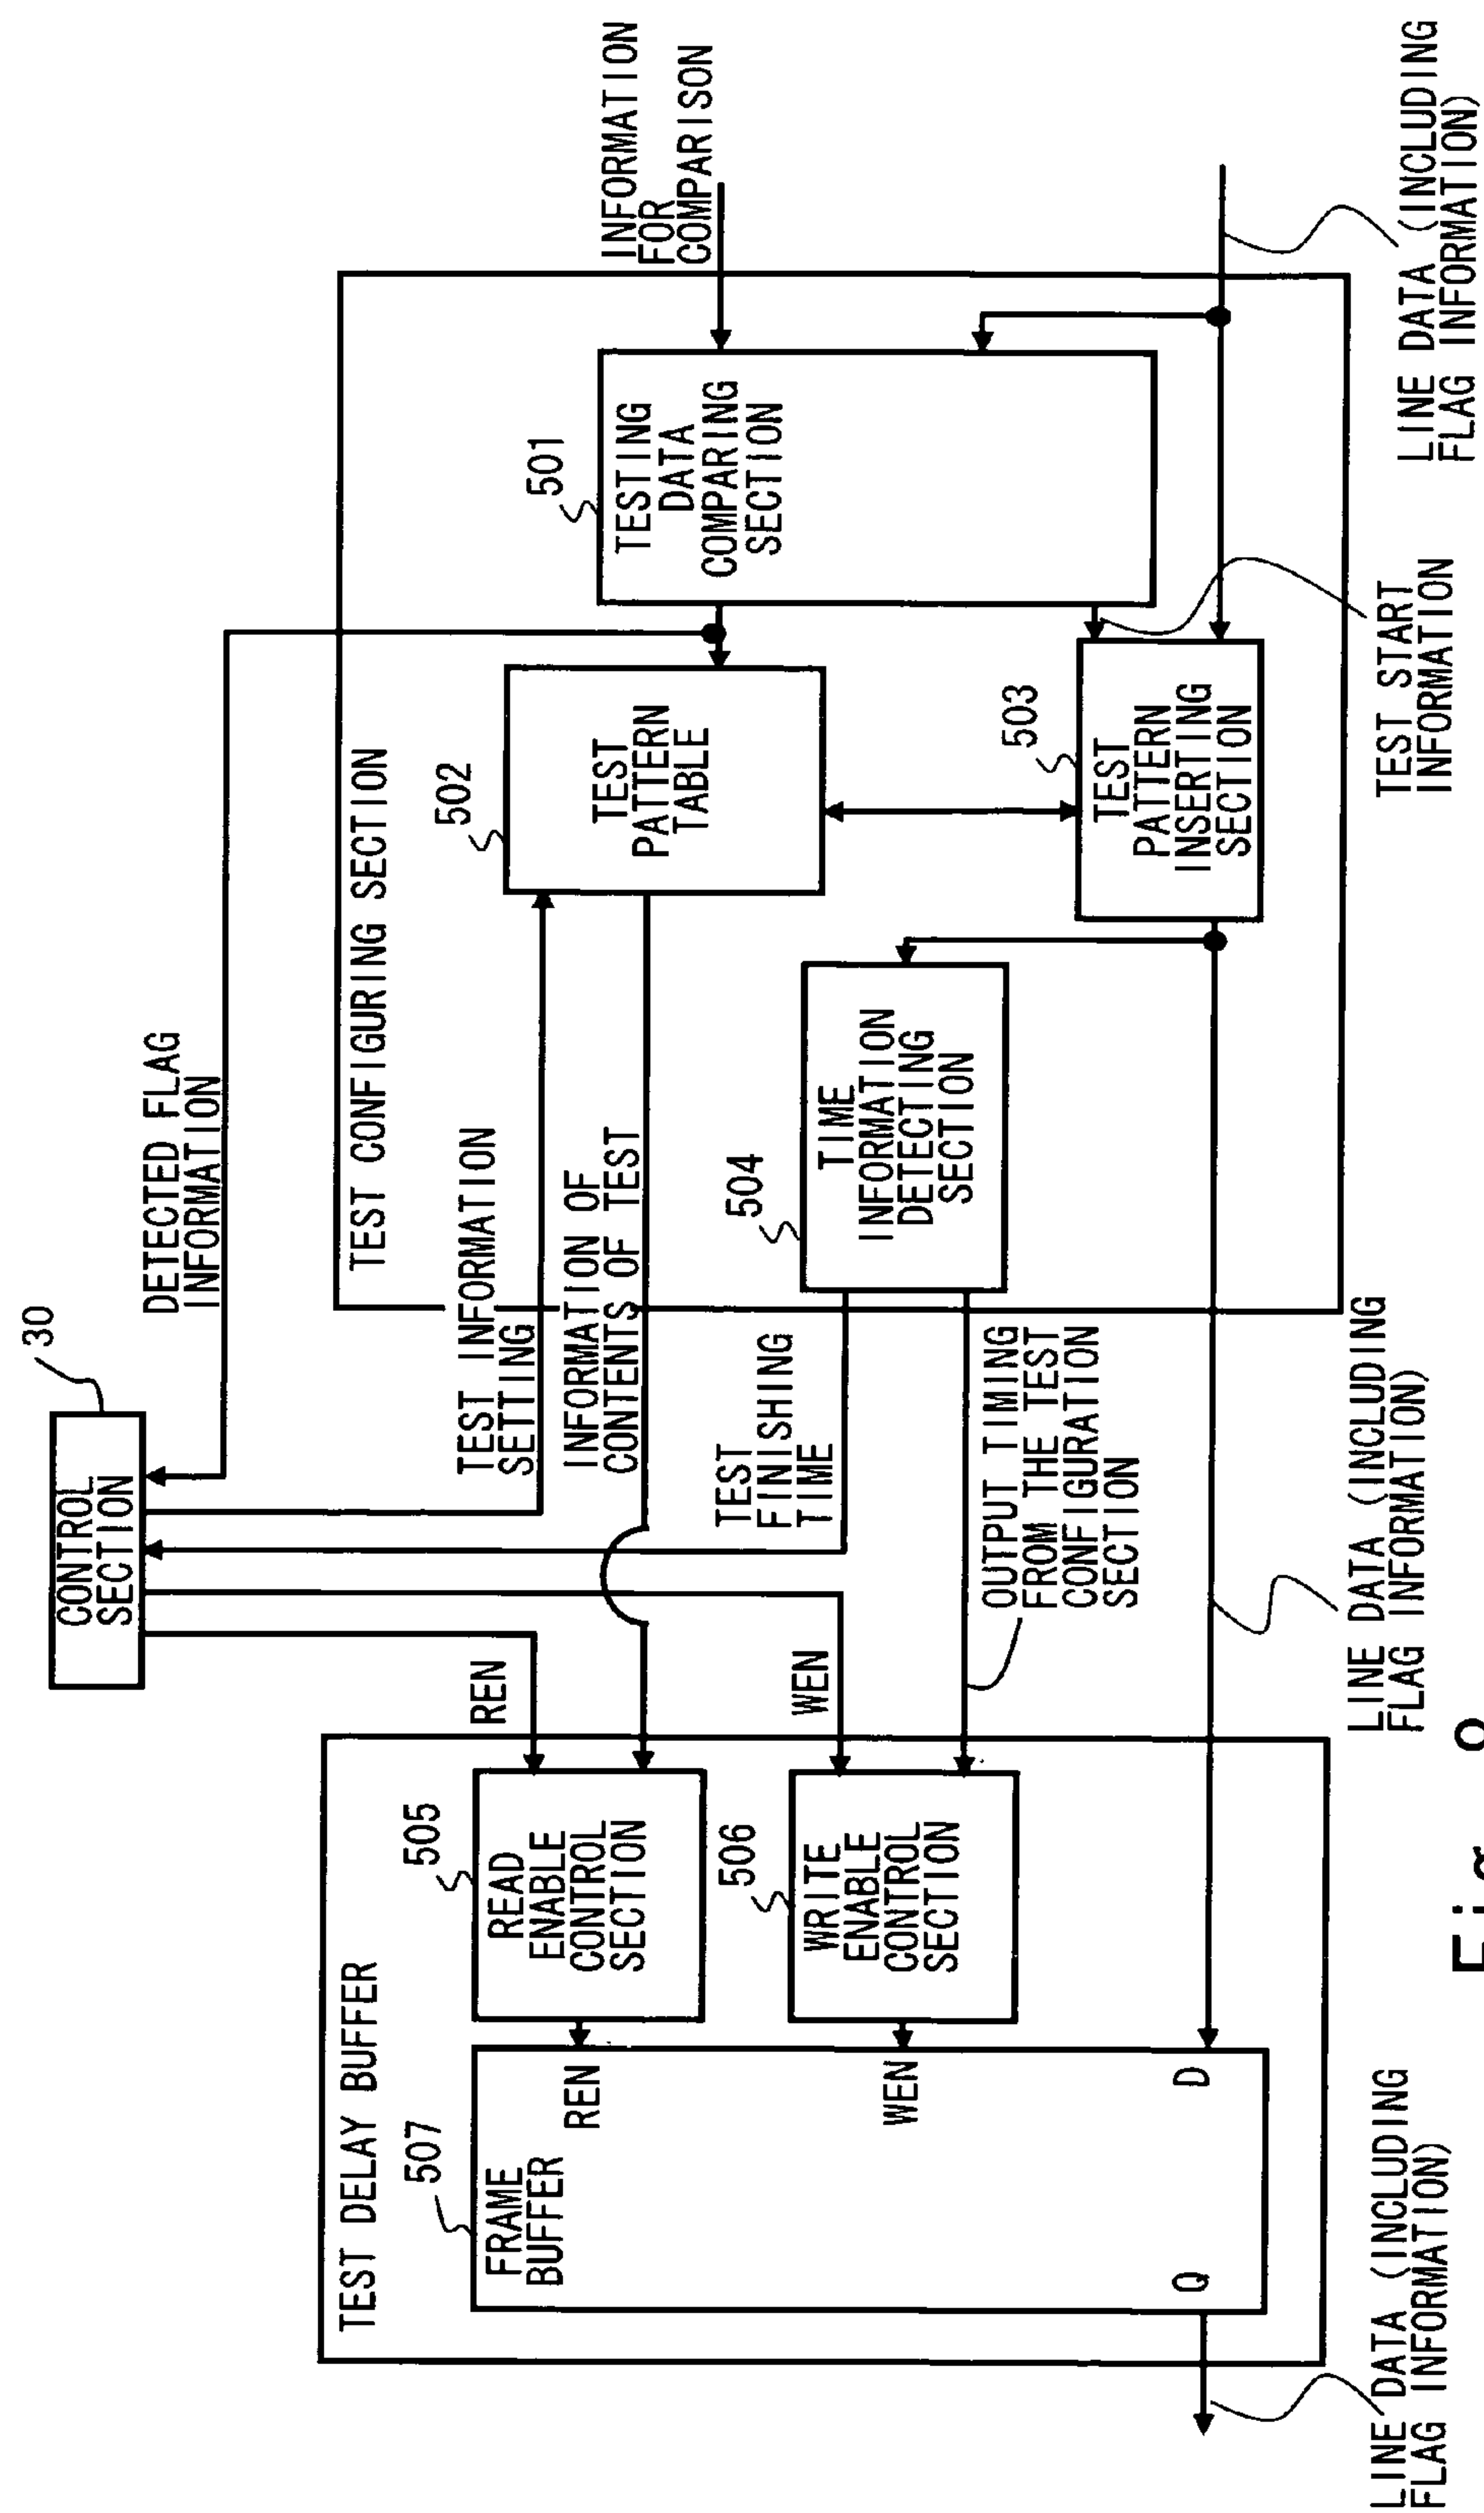 30
CONTROL
SECTION
DETECTED FLAG
INFORMATION
TEST DELAY BUFFER
507
FRAME
BUFFER
REN
WEN
D
Q
505
READ
ENABLE
CONTROL
SECTION
506
WRITE
ENABLE
CONTROL
SECTION
REN
WEN
TEST INFORMATION
SETTING
INFORMATION OF
CONTENTS OF TEST
TEST
FINISHING
TIME
OUTPUT TIMING
FROM THE TEST
CONFIGURATION
SECTION
TEST CONFIGURING SECTION
504
TIME
INFORMATION
DETECTING
SECTION
502
TEST
PATTERN
TABLE
503
TEST
PATTERN
INSERTING
SECTION
501
TESTING
DATA
COMPARING
SECTION
INFORMATION
FOR
COMPARISON
LINE DATA (INCLUDING
FLAG INFORMATION)
LINE DATA (INCLUDING
FLAG INFORMATION)
TEST START
INFORMATION
LINE DATA (INCLUDING
FLAG INFORMATION)